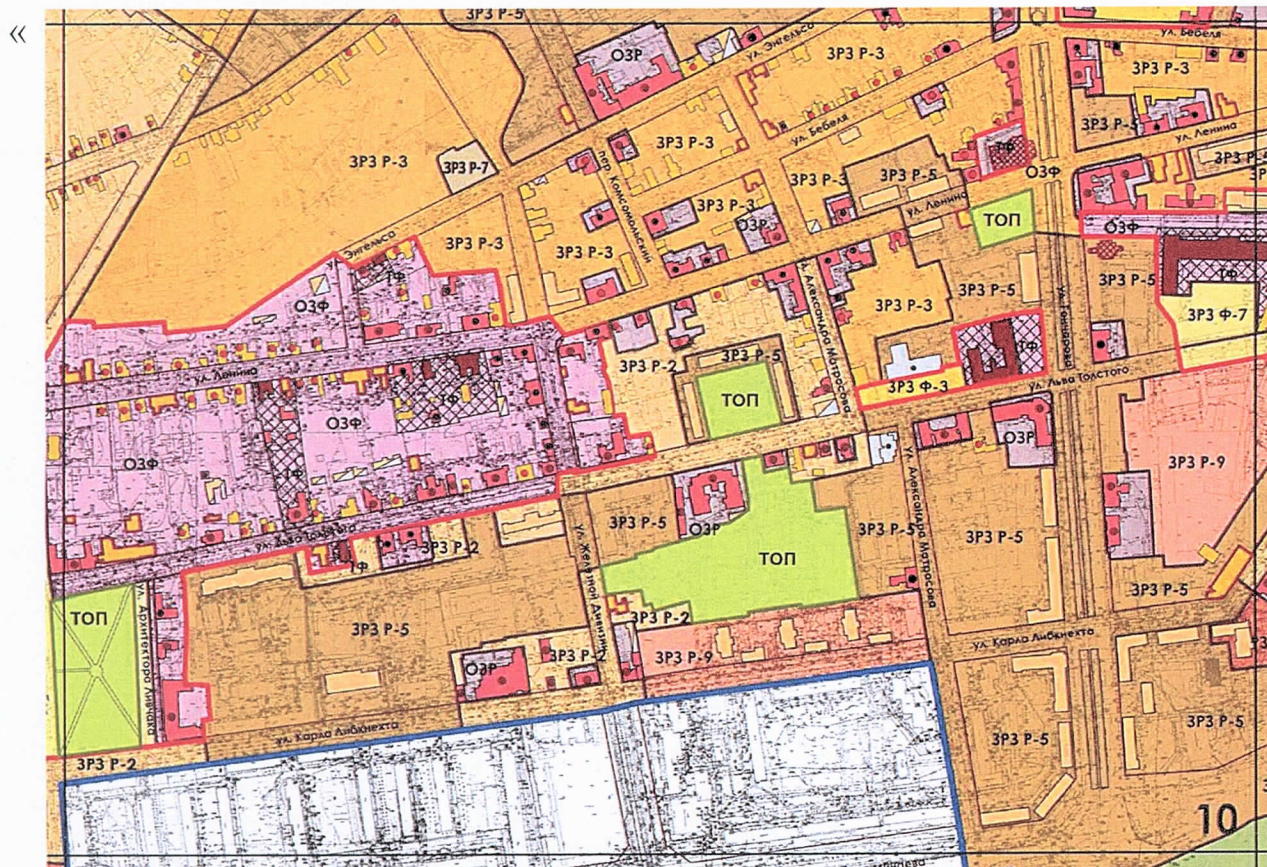 «
ЗРЗ Р-5
ОЗР
ул. Энгельса
ЗРЗ Р-3
ул. Бебеля
ЗРЗ Р-3
ЗРЗ Р-3
ЗРЗ Р-7
пер. Комсомольский
ЗРЗ Р-3
ул. Бебеля
ЗРЗ Р-5
ул. Ленина
ЗРЗ Р-3
ЗРЗ Р-5
ТФ
ОЗФ
ул. Ленина
ЗРЗ Р-3
ОЗР
ТОП
ОЗФ
ул. Энгельса
ЗРЗ Р-3
ЗРЗ Р-3
ЗРЗ Р-5
ТФ
ОЗФ
ТФ
ул. Александра Матросова
ЗРЗ Р-3
ЗРЗ Р-5
ул. Гончарова
ЗРЗ Ф-7
ул. Ленина
ЗРЗ Р-2
ЗРЗ Р-5
ТФ
ЗРЗ Ф-3
ул. Льва Толстого
ТФ
ТОП
ОЗФ
ОЗФ
ТФ
ОЗР
ЗРЗ Р-9
ул. Льва Толстого
ЗРЗ Р-5
ОЗР
ЗРЗ Р-5
ул. Александра Матросова
ЗРЗ Р-5
ТФ
ЗРЗ Р-2
ул. Железной Дивизии
ТОП
ЗРЗ Р-5
ТОП
ул. Архитектора Ливчака
ЗРЗ Р-5
ЗРЗ Р-2
ул. Карла Либкнехта
ОЗР
ЗРЗ Р-9
ул. Карла Либкнехта
ЗРЗ Р-5
ЗРЗ Р-5
ЗРЗ Р-2
10